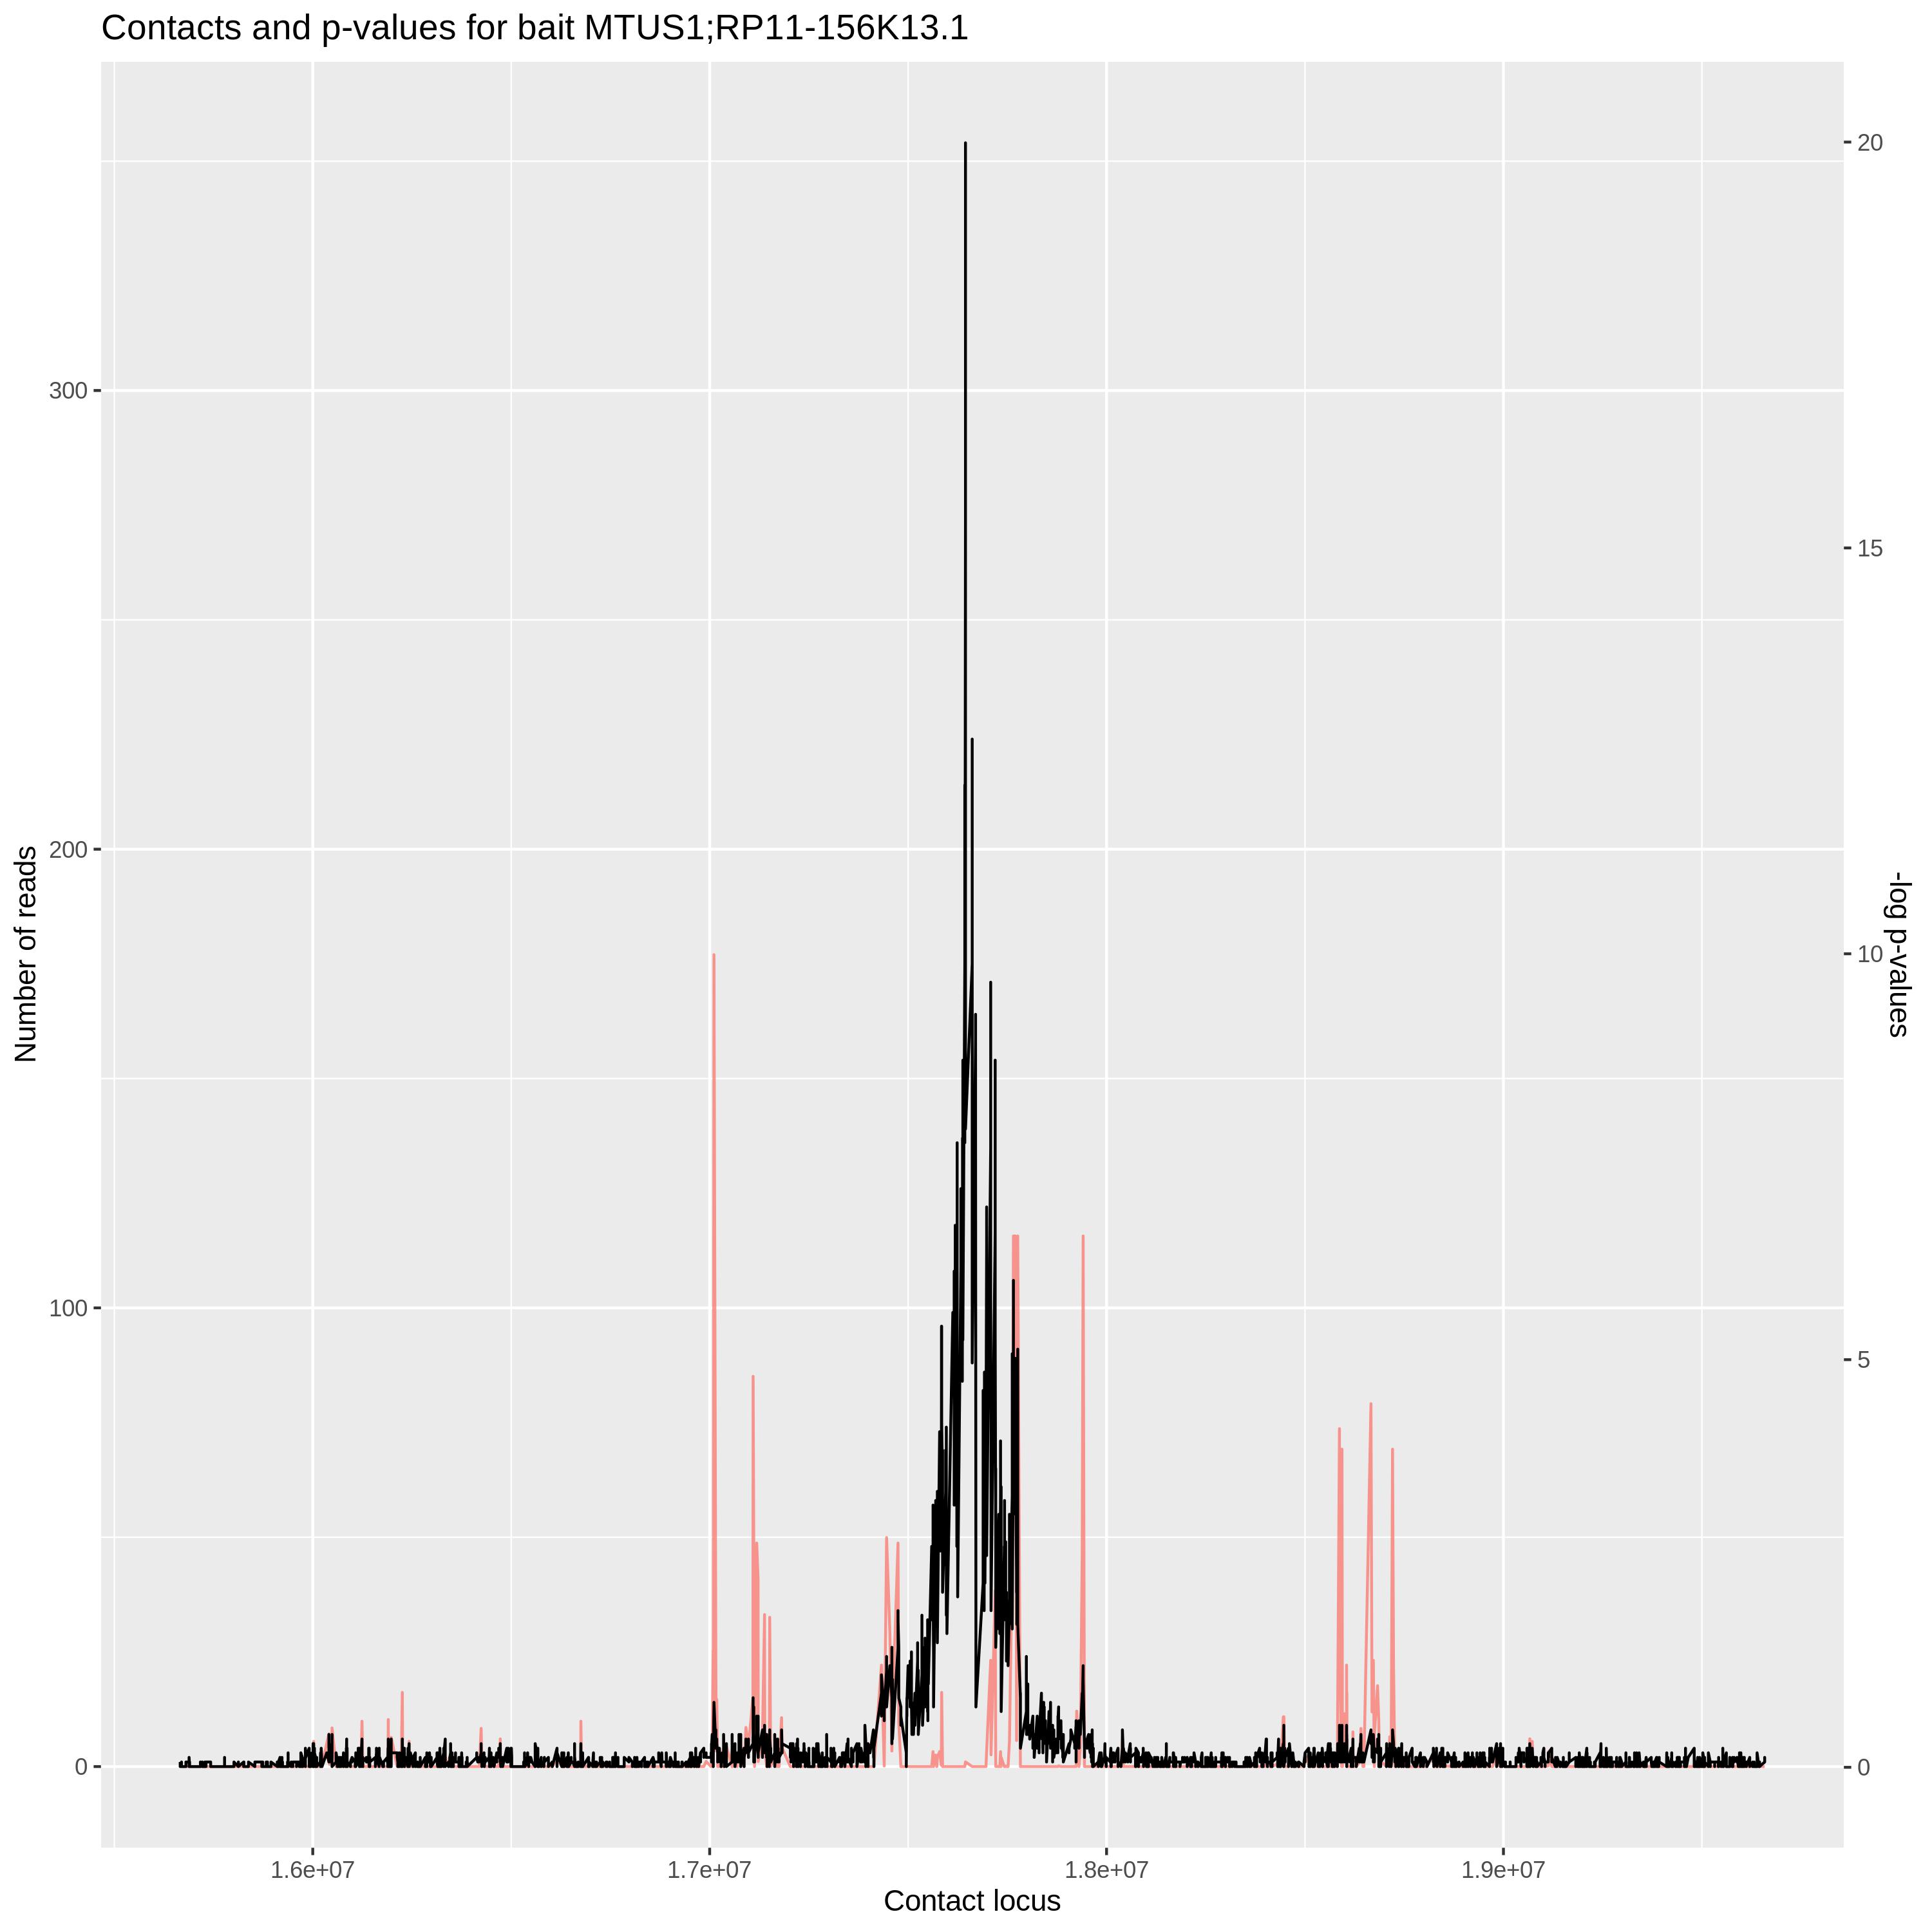 Contacts and p-values for bait MTUS1;RP11-156K13.1
20
300
15
200
10
100
5
0
0
Number of reads
-log p-values
1.6e+07
1.7e+07
1.8e+07
1.9e+07
Contact locus